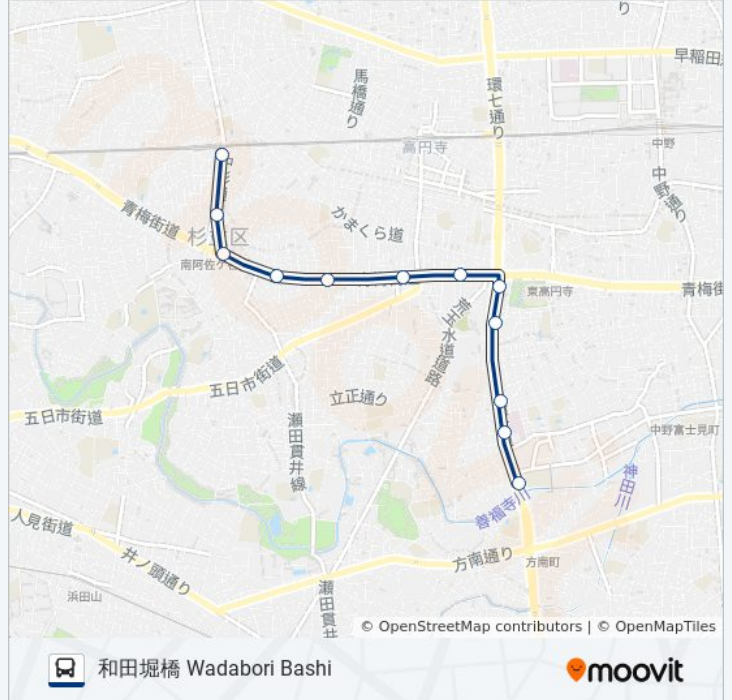 り
早稲田
馬橋通り
環七通り
高円寺
中野
中野通り
青梅街道
かまくら道
杉 区
南阿佐ケ
東高円寺
青梅街
荒玉水道道路
五日市街道
立正通り
五日市街道
瀬田貫井線
中野富士見町
神田川
善福寺川
人見街道
井ノ頭通り
方南通り
方南町
浜田山
瀬田貫井
© OpenStreetMap contributors | © OpenMapTiles
和田堀橋 Wadabori Bashi
moovit